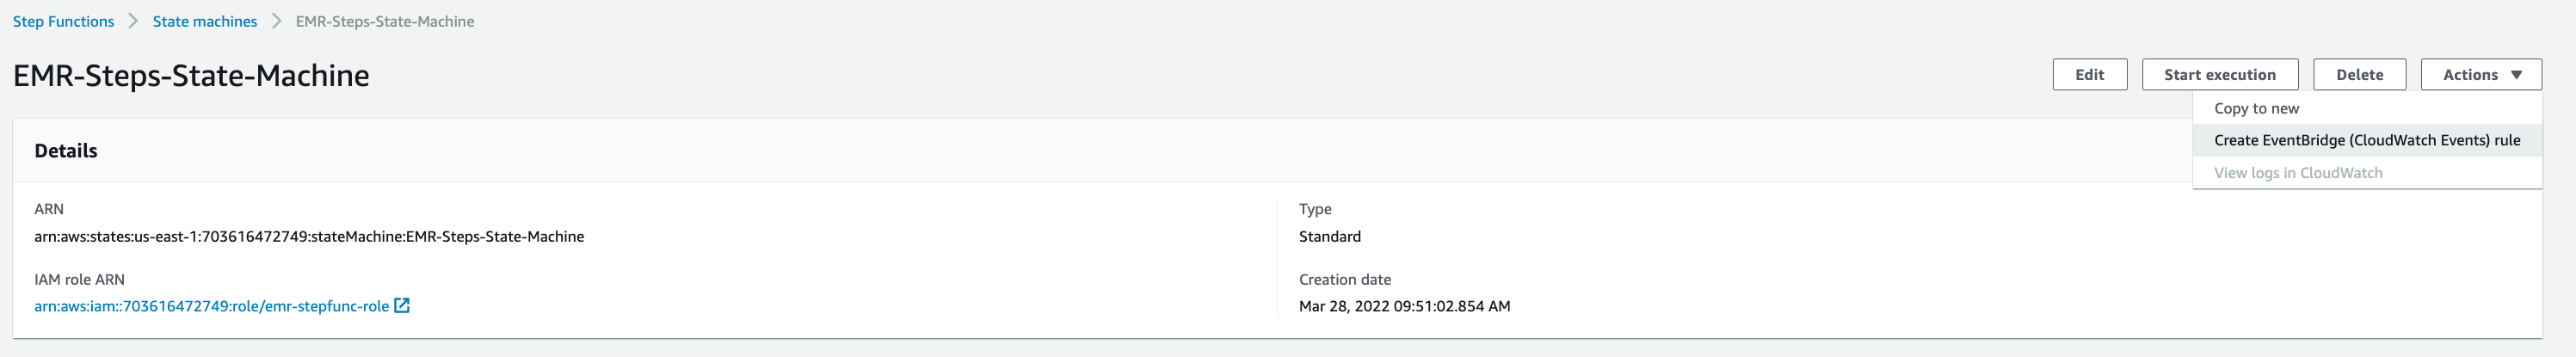 Step Functions > State machines > EMR-Steps-State-Machine
EMR-Steps-State-Machine
Edit
Start execution
Delete
Actions ▼
Copy to new
Create EventBridge (CloudWatch Events) rule
View logs in CloudWatch
Details
ARN
arn:aws:states:us-east-1:703616472749:stateMachine:EMR-Steps-State-Machine
IAM role ARN
arn:aws:iam::703616472749:role/emr-stepfunc-role
Type
Standard
Creation date
Mar 28, 2022 09:51:02.854 AM